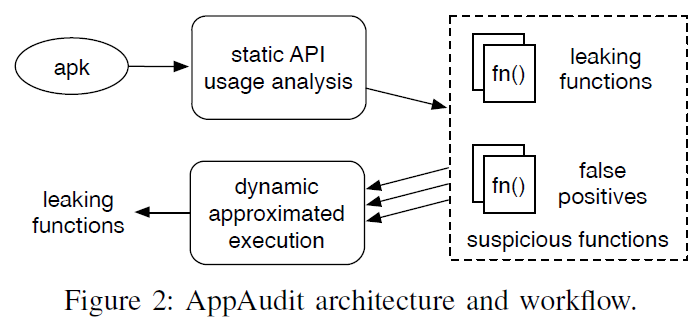 apk
static API
usage analysis
fn()
leaking
functions
fn()
false
positives
suspicious functions
dynamic
approximated
execution
leaking
functions
Figure 2: AppAudit architecture and workflow.